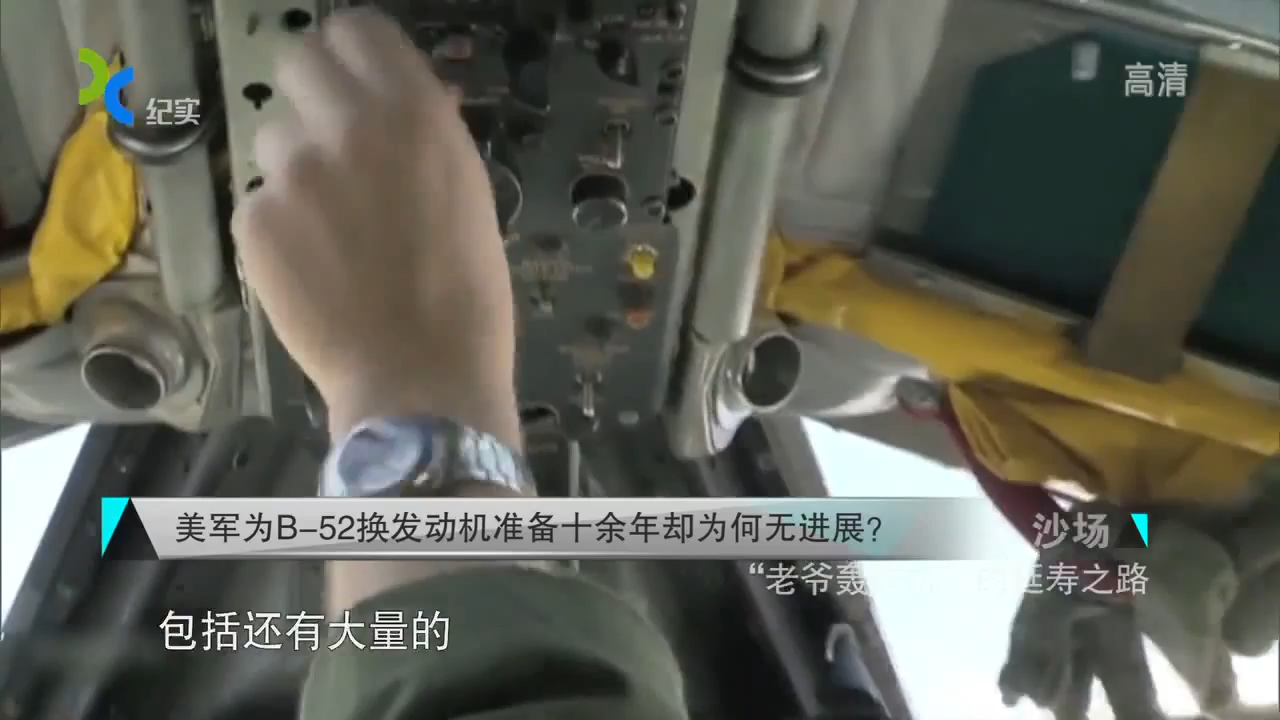 纪实
高清
美军为B-52换发动机准备十余年却为何无进展?
沙场
“老爷轰 延寿之路
包括还有大量的